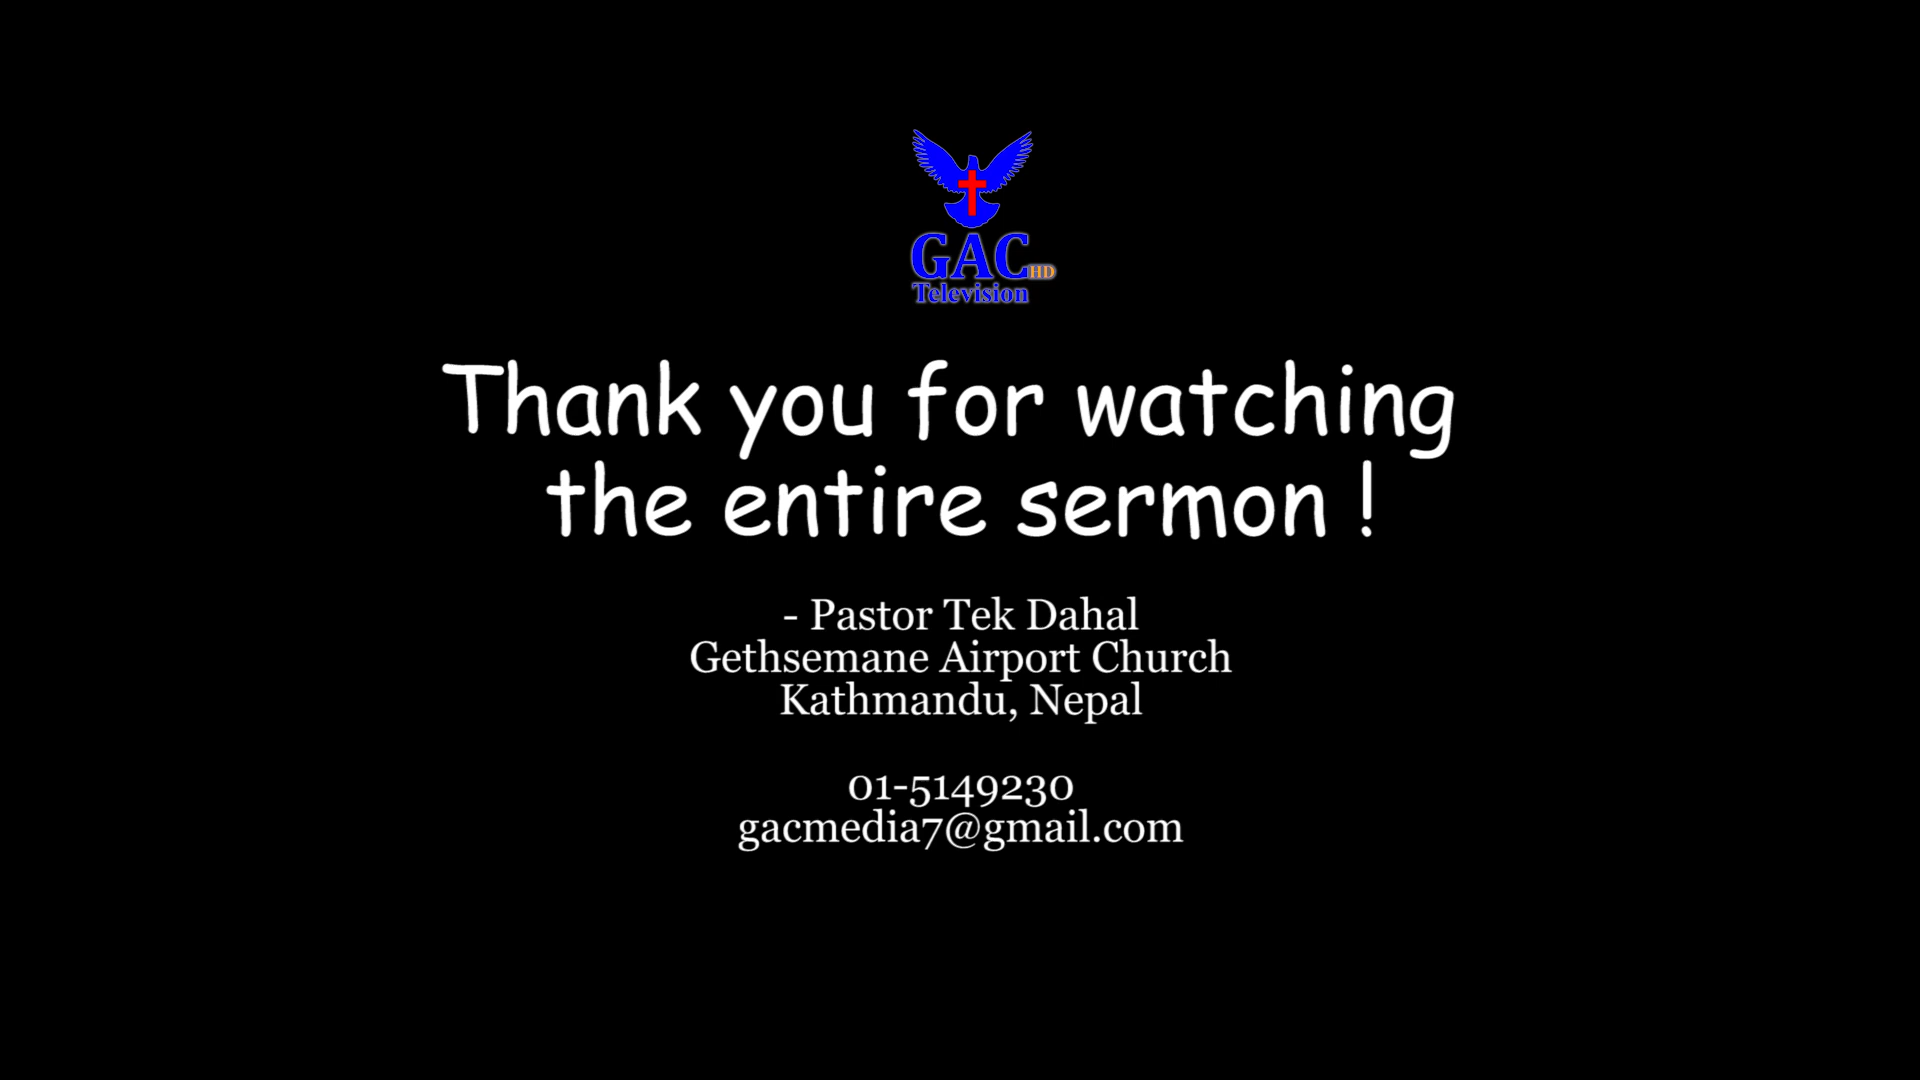 GAC HD
Television
Thank you for watching
the entire sermon !
- Pastor Tek Dahal
Gethsemane Airport Church
Kathmandu, Nepal
01-5149230
gacmedia7@gmail.com